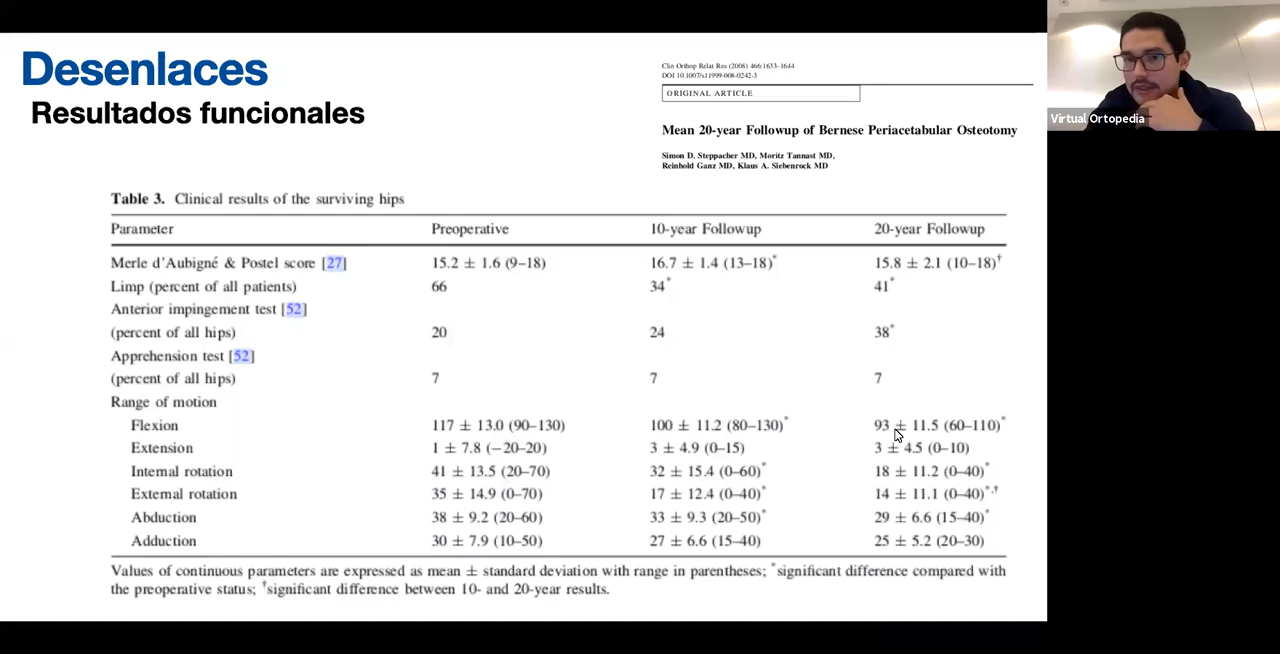 Desenlaces
Resultados funcionales
Clin Orthop Relat Res (2008) 466:1633–1644
DOI 10.1007/s11999-008-0242-3
ORIGINAL ARTICLE
Mean 20-year Followup of Bernese Periacetabular Osteotomy
Simon D. Steppacher MD, Moritz Tannast MD,
Reinhold Ganz MD, Klaus A. Siebenrock MD
Virtual Ortopedia
Table 3. Clinical results of the surviving hips
Parameter Preoperative 10-year Followup 20-year Followup
Merle d'Aubigné & Postel score [27] 15.2 ± 1.6 (9–18) 16.7 ± 1.4 (13–18)* 15.8 ± 2.1 (10–18)†
Limp (percent of all patients) 66 34* 41*
Anterior impingement test [52]
(percent of all hips) 20 24 38*
Apprehension test [52]
(percent of all hips) 7 7 7
Range of motion
Flexion 117 ± 13.0 (90–130) 100 ± 11.2 (80–130)* 93 ± 11.5 (60–110)*
Extension 1 ± 7.8 (−20–20) 3 ± 4.9 (0–15) 3 ± 4.5 (0–10)
Internal rotation 41 ± 13.5 (20–70) 32 ± 15.4 (0–60)* 18 ± 11.2 (0–40)*
External rotation 35 ± 14.9 (0–70) 17 ± 12.4 (0–40)* 14 ± 11.1 (0–40)*,†
Abduction 38 ± 9.2 (20–60) 33 ± 9.3 (20–50)* 29 ± 6.6 (15–40)*
Adduction 30 ± 7.9 (10–50) 27 ± 6.6 (15–40) 25 ± 5.2 (20–30)
Values of continuous parameters are expressed as mean ± standard deviation with range in parentheses; *significant difference compared with
the preoperative status; †significant difference between 10- and 20-year results.